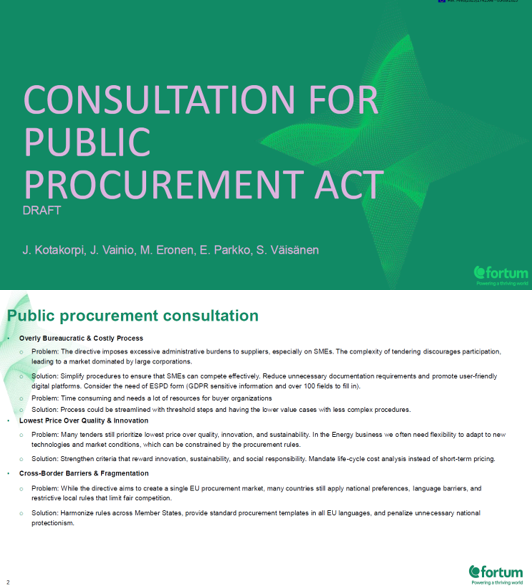 CONSULTATION FOR
PUBLIC
PROCUREMENT ACT
DRAFT
J. Kotakorpi, J. Vainio, M. Eronen, E. Parkko, S. Väisänen
fortum
Powering a thriving world
Public procurement consultation
• Overly Bureaucratic & Costly Process
o Problem: The directive imposes excessive administrative burdens to suppliers, especially on SMEs. The complexity of tendering discourages participation,
leading to a market dominated by large corporations.
o Solution: Simplify procedures to ensure that SMEs can compete effectively. Reduce unnecessary documentation requirements and promote user-friendly
digital platforms. Consider the need of ESPD form (GDPR sensitive information and over 100 fields to fill in).
o Problem: Time consuming and needs a lot of resources for buyer organizations
o Solution: Process could be streamlined with threshold steps and having the lower value cases with less complex procedures.
• Lowest Price Over Quality & Innovation
o Problem: Many tenders still prioritize lowest price over quality, innovation, and sustainability. In the Energy business we often need flexibility to adapt to new
technologies and market conditions, which can be constrained by the procurement rules.
o Solution: Strengthen criteria that reward innovation, sustainability, and social responsibility. Mandate life-cycle cost analysis instead of short-term pricing.
• Cross-Border Barriers & Fragmentation
o Problem: While the directive aims to create a single EU procurement market, many countries still apply national preferences, language barriers, and
restrictive local rules that limit fair competition.
o Solution: Harmonize rules across Member States, provide standard procurement templates in all EU languages, and penalize unnecessary national
protectionism.
2
fortum
Powering a thriving world